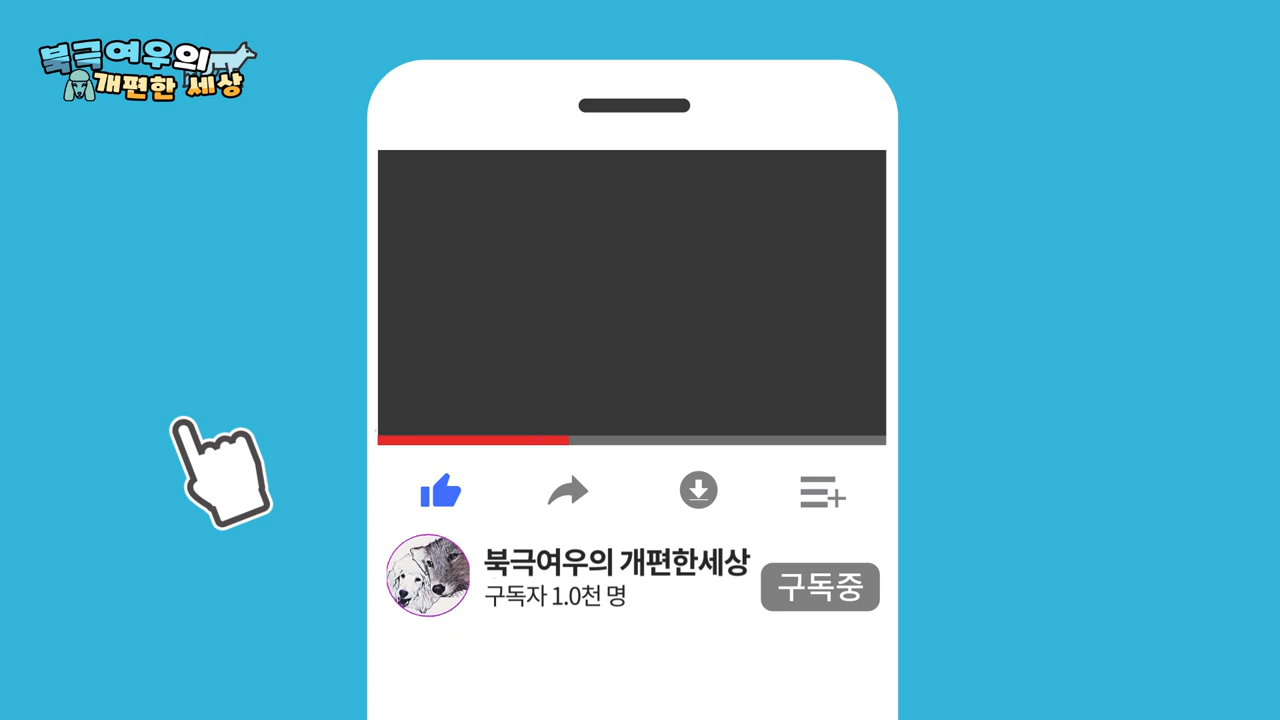 북극여우의
개편한 세상
북극여우의 개편한세상
구독자 1.0천 명
구독중